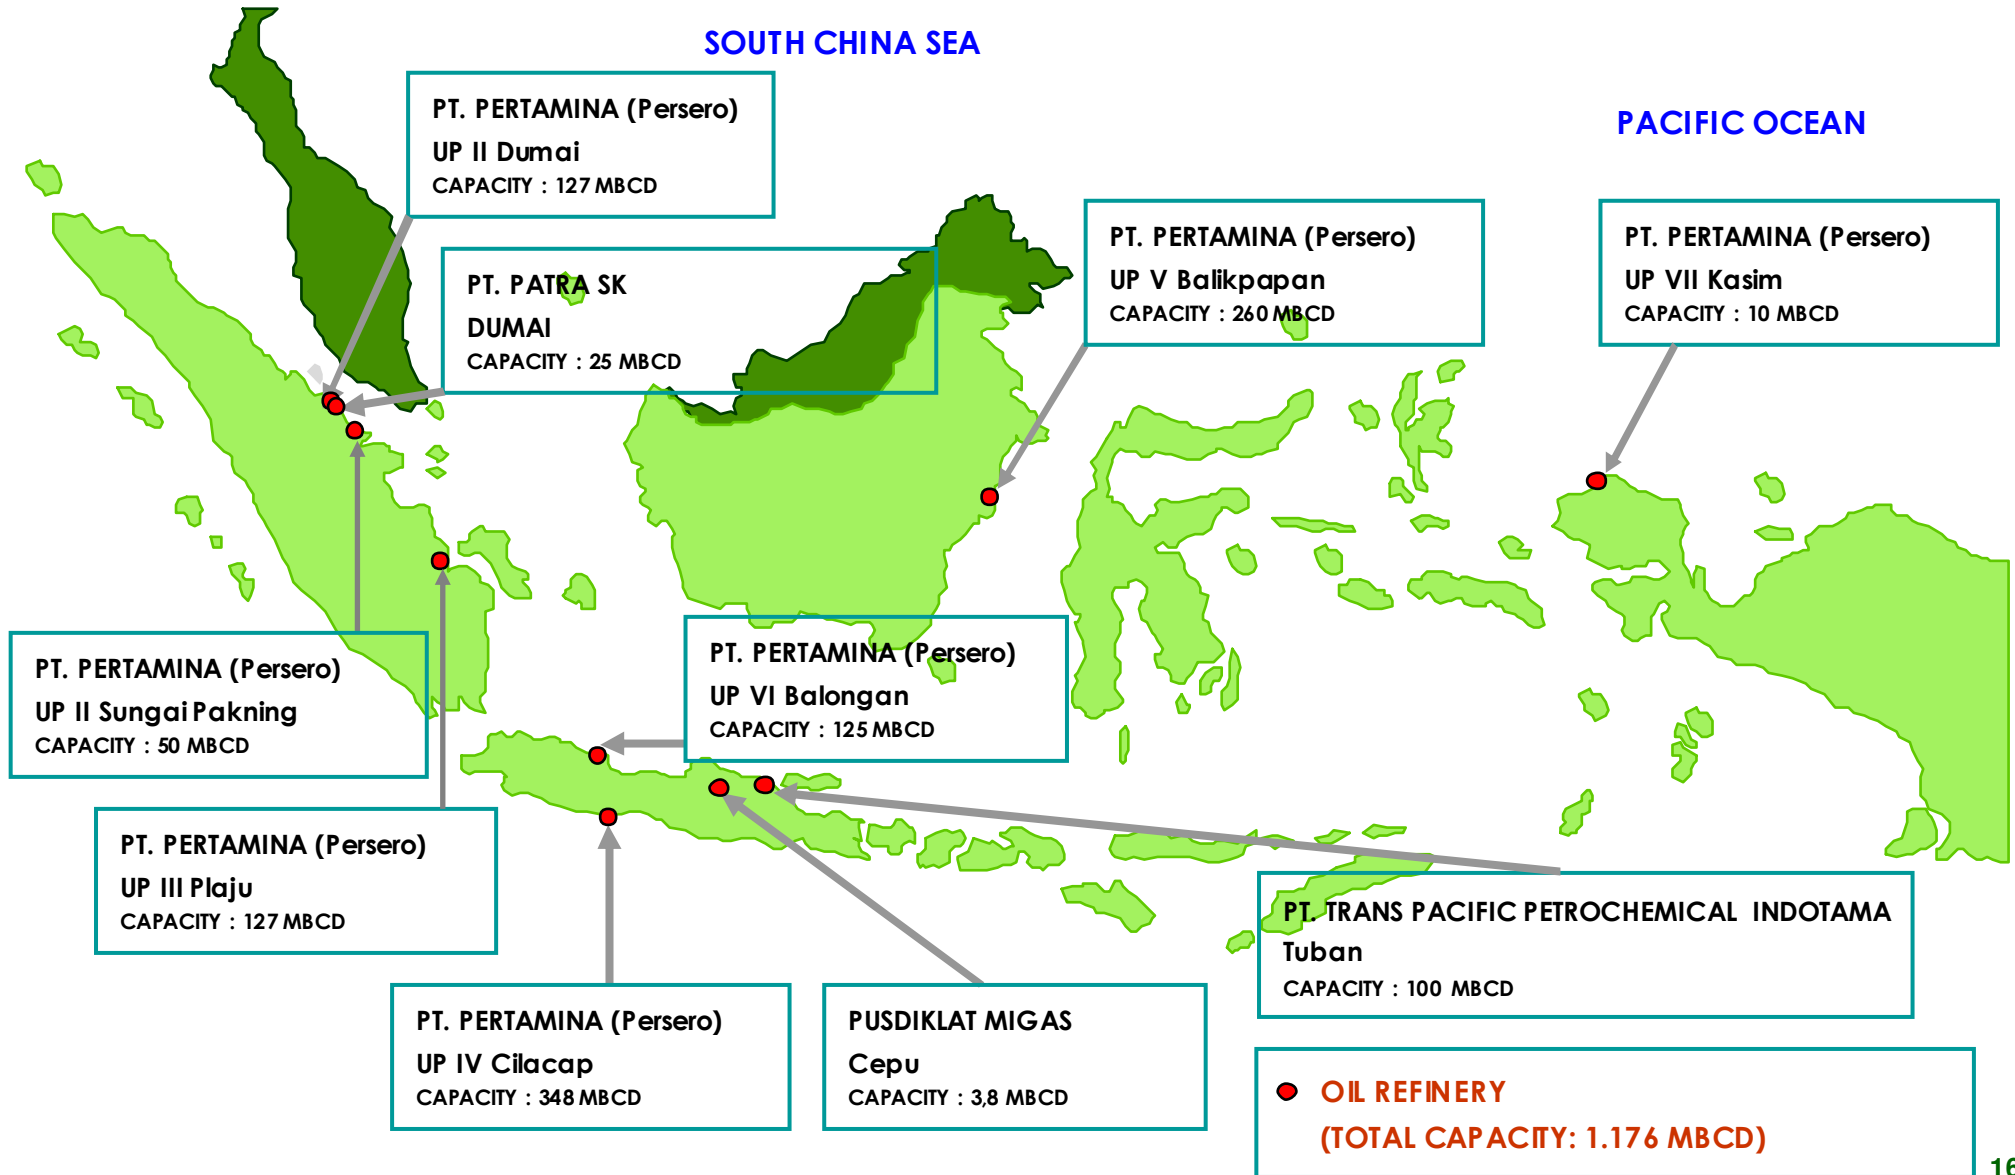 SOUTH CHINA SEA
PACIFIC OCEAN
PT. PERTAMINA (Persero)
UP II Dumai
CAPACITY : 127 MBCD
PT. PATRA SK
DUMAI
CAPACITY : 25 MBCD
PT. PERTAMINA (Persero)
UP V Balikpapan
CAPACITY : 260 MBCD
PT. PERTAMINA (Persero)
UP VII Kasim
CAPACITY : 10 MBCD
PT. PERTAMINA (Persero)
UP II Sungai Pakning
CAPACITY : 50 MBCD
PT. PERTAMINA (Persero)
UP VI Balongan
CAPACITY : 125 MBCD
PT. PERTAMINA (Persero)
UP III Plaju
CAPACITY : 127 MBCD
PT. TRANS PACIFIC PETROCHEMICAL INDOTAMA
Tuban
CAPACITY : 100 MBCD
PT. PERTAMINA (Persero)
UP IV Cilacap
CAPACITY : 348 MBCD
PUSDIKLAT MIGAS
Cepu
CAPACITY : 3,8 MBCD
OIL REFINERY
(TOTAL CAPACITY: 1.176 MBCD)
16